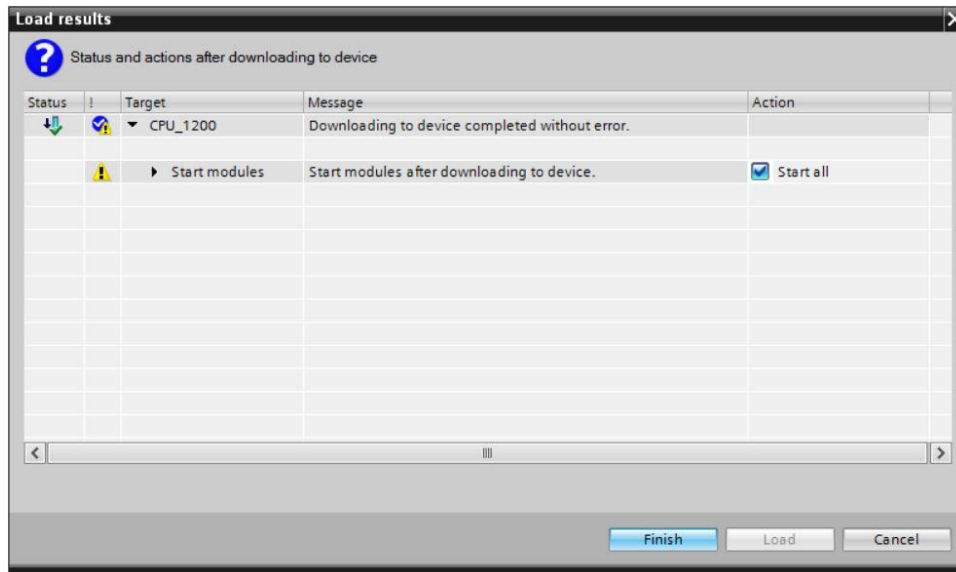 Load results
Status and actions after downloading to device
Status ! Target Message Action
CPU_1200 Downloading to device completed without error.
Start modules Start modules after downloading to device. Start all
Finish Load Cancel